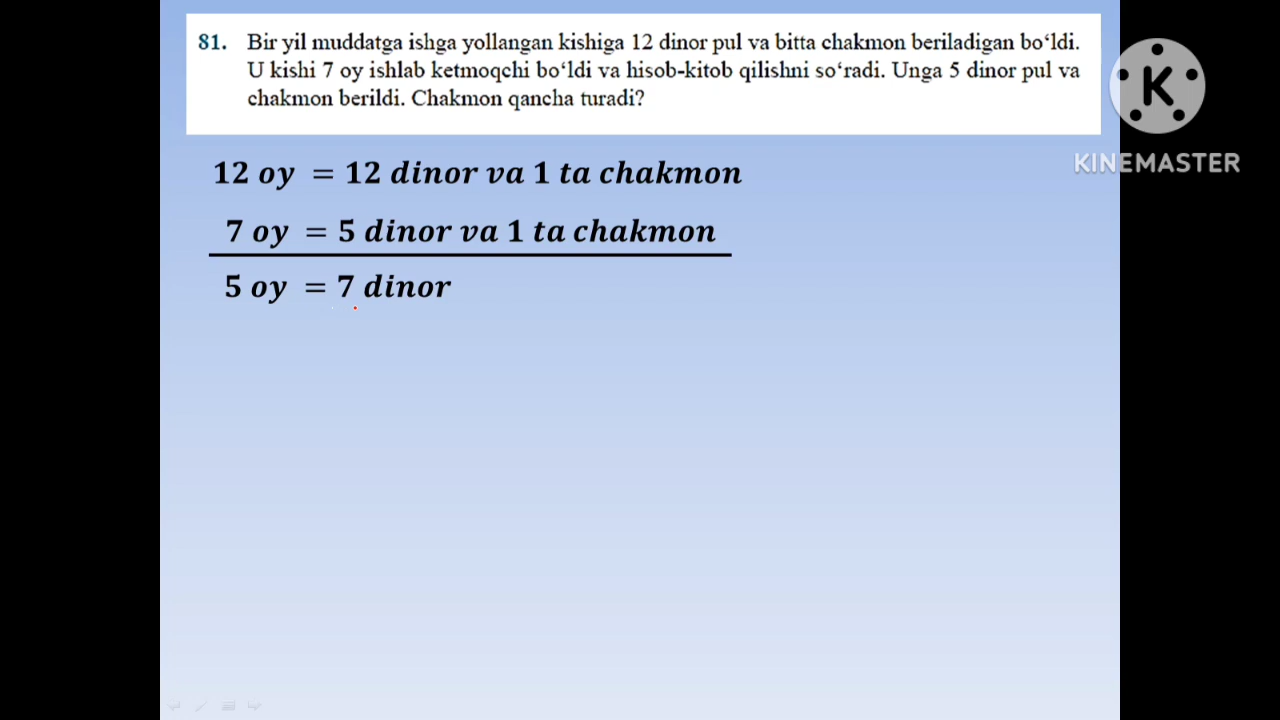 81. Bir yil muddatga ishga yollangan kishiga 12 dinor pul va bitta chakmon beriladigan bo‘ldi.
U kishi 7 oy ishlab ketmoqchi bo‘ldi va hisob-kitob qilishni so‘radi. Unga 5 dinor pul va
chakmon berildi. Chakmon qancha turadi?
K
KINEMASTER
12 oy = 12 dinor va 1 ta chakmon
7 oy = 5 dinor va 1 ta chakmon
5 oy = 7 dinor